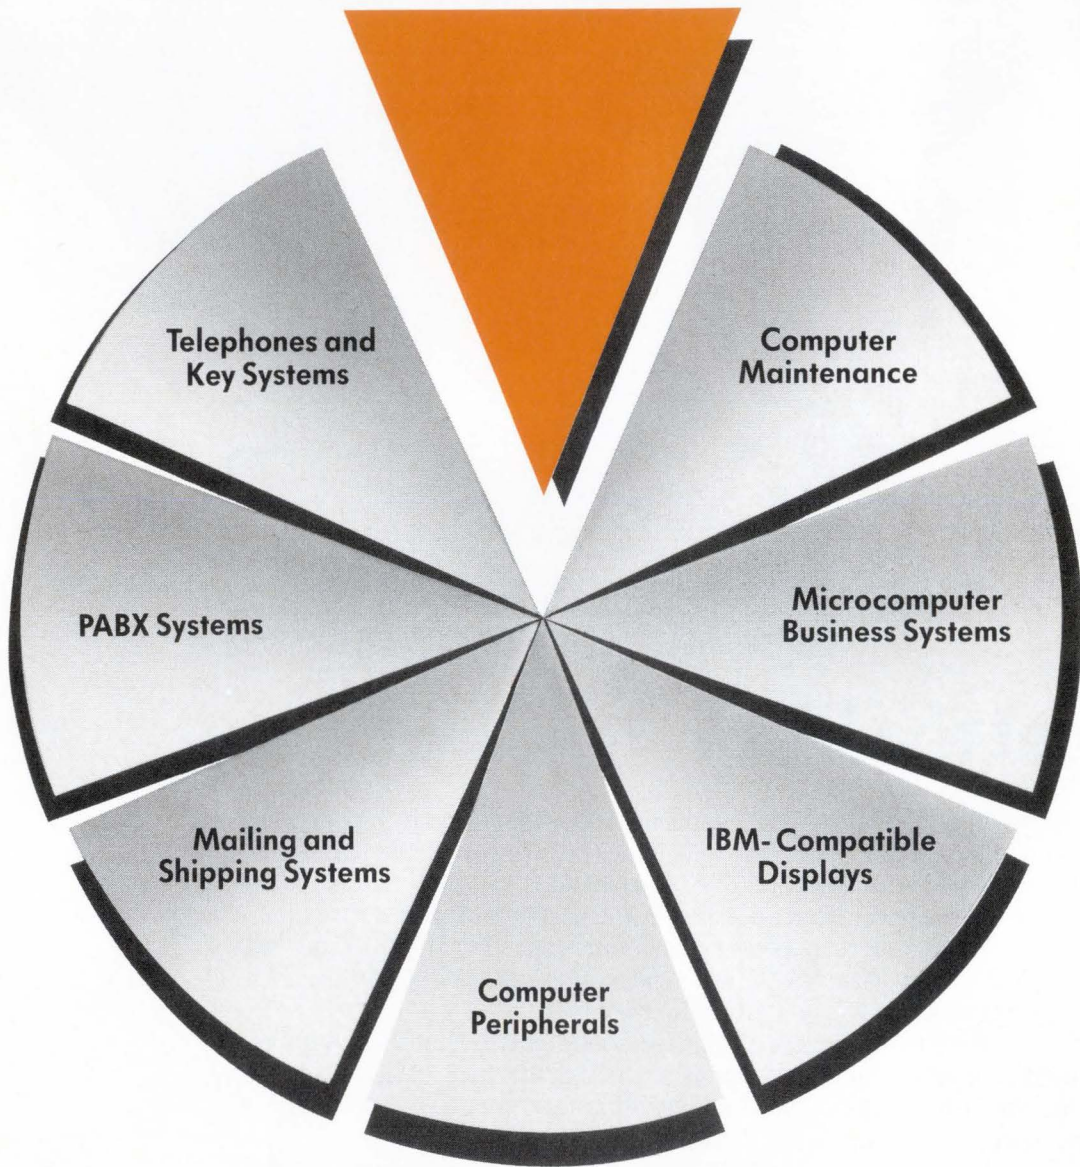 Telephones and
Key Systems
Computer
Maintenance
PABX Systems
Microcomputer
Business Systems
Mailing and
Shipping Systems
IBM-Compatible
Displays
Computer
Peripherals